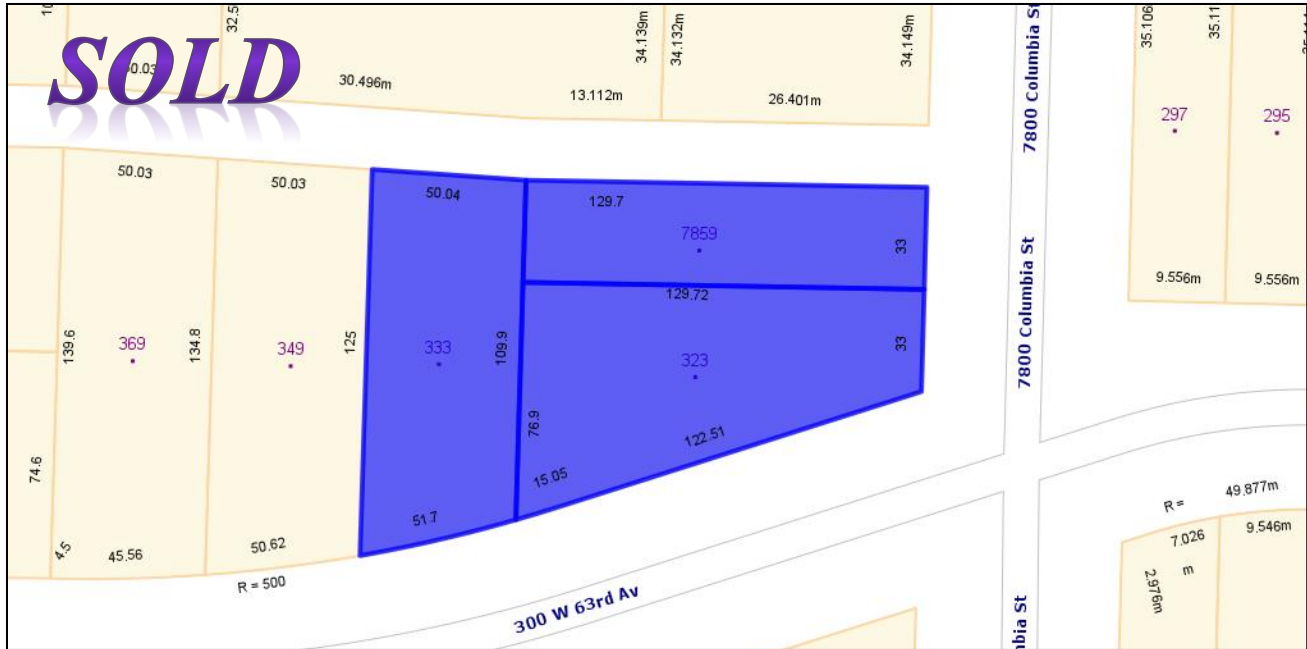 SOLD
32.5
30.496m
13.112m
34.139m
34.132m
26.401m
34.149m
7800 Columbia St
35.106
35.11
297
295
9.556m
9.556m
50.03
50.03
50.04
129.7
7859
33
129.72
7800 Columbia St
139.6
369
134.8
349
125
333
109.9
323
33
76.9
122.51
15.05
74.6
4.5
45.56
50.62
51.7
R = 500
300 W 63rd Av
R =
49.877m
7.026
m
9.546m
2.976m
bia St